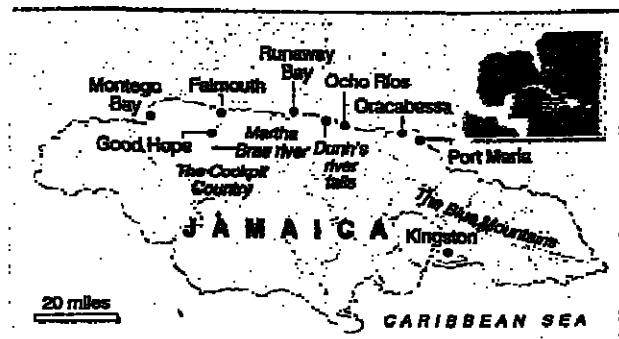 Runaway
Bay
Montego
Bay
Falmouth
Ocho Rios
Oracabessa
Good Hope
Martha
Brae river
Dunn's
river
falls
Port Maria
The Cockpit
Country
The Blue Mountains
JAMAICA
Kingston
20 miles
CARIBBEAN SEA